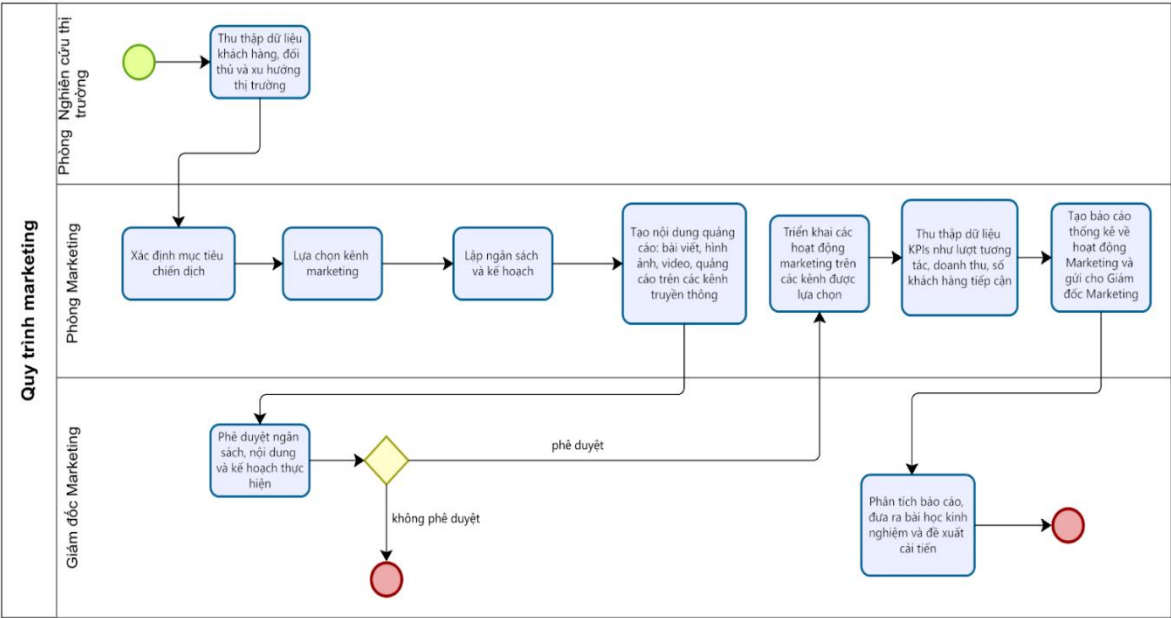 Quy trình marketing
Phòng Nghiên cứu thị
trường
Thu thập dữ liệu
khách hàng, đối
thủ và xu hướng
thị trường
Phòng Marketing
Xác định mục tiêu
chiến dịch
Lựa chọn kênh
marketing
Lập ngân sách
và kế hoạch
Tạo nội dung quảng
cáo: bài viết, hình
ảnh, video, quảng
cáo trên các kênh
truyền thông
Triển khai các
hoạt động
marketing trên
các kênh được
lựa chọn
Thu thập dữ liệu
KPIs như lượt tương
tác, doanh thu, số
khách hàng tiếp cận
Tạo báo cáo
thống kê về
hoạt động
Marketing và
gửi cho Giám
đốc Marketing
Giám đốc Marketing
Phê duyệt ngân
sách, nội dung
và kế hoạch thực
hiện
phê duyệt
không phê duyệt
Phân tích báo cáo,
đưa ra bài học kinh
nghiệm và đề xuất
cải tiến